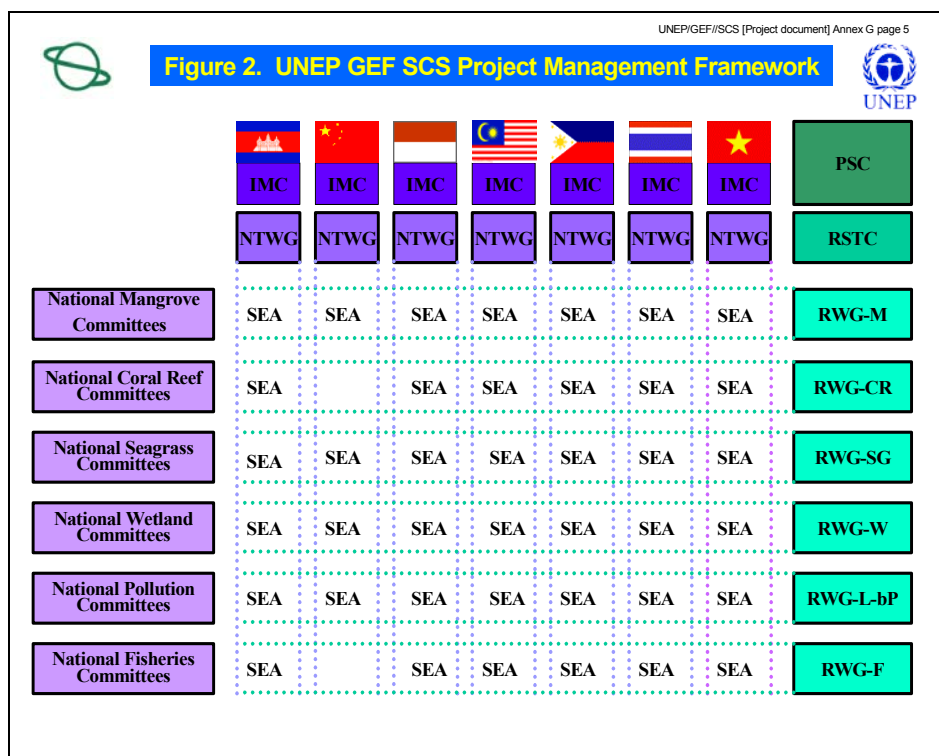 UNEP/GEF//SCS [Project document] Annex G page 5
Figure 2. UNEP GEF SCS Project Management Framework
UNEP
IMC IMC IMC IMC IMC IMC IMC PSC
NTWG NTWG NTWG NTWG NTWG NTWG NTWG RSTC
National Mangrove
Committees
SEA SEA SEA SEA SEA SEA SEA RWG-M
National Coral Reef
Committees
SEA SEA SEA SEA SEA SEA RWG-CR
National Seagrass
Committees
SEA SEA SEA SEA SEA SEA SEA RWG-SG
National Wetland
Committees
SEA SEA SEA SEA SEA SEA SEA RWG-W
National Pollution
Committees
SEA SEA SEA SEA SEA SEA SEA RWG-L-bP
National Fisheries
Committees
SEA SEA SEA SEA SEA SEA RWG-F